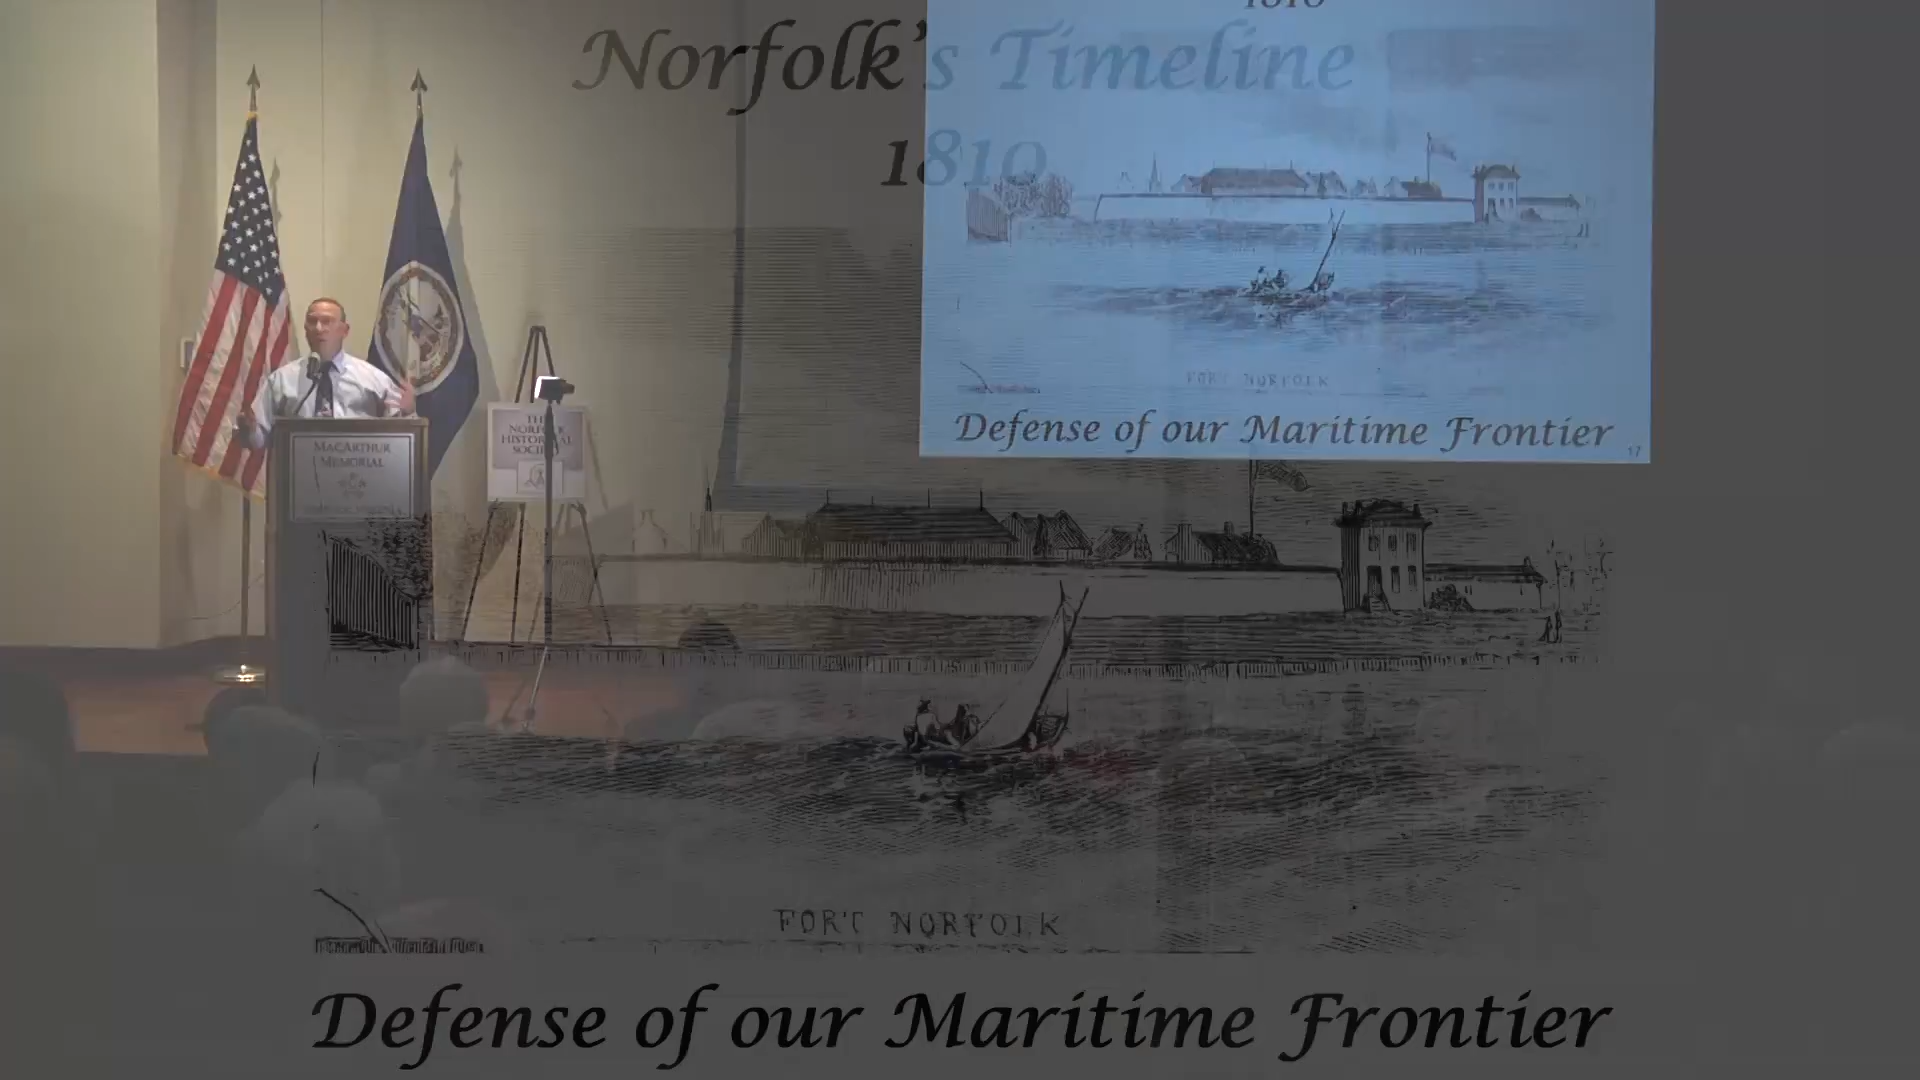 Norfolk's Timeline
1810
1810
FORT NORFOLK
Defense of our Maritime Frontier
17
MACARTHUR
MEMORIAL
THE
NORFOLK
HISTORICAL
SOCIETY
FORT NORFOLK
Defense of our Maritime Frontier